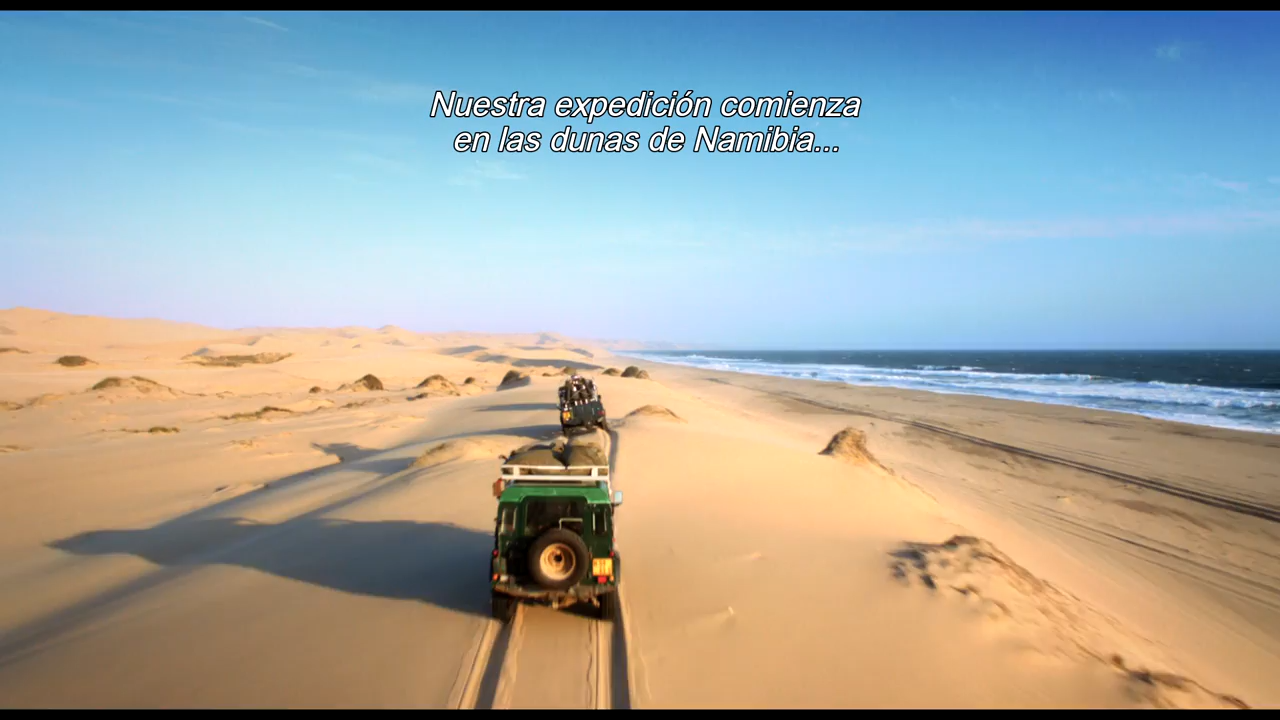 Nuestra expedición comienza
en las dunas de Namibia...